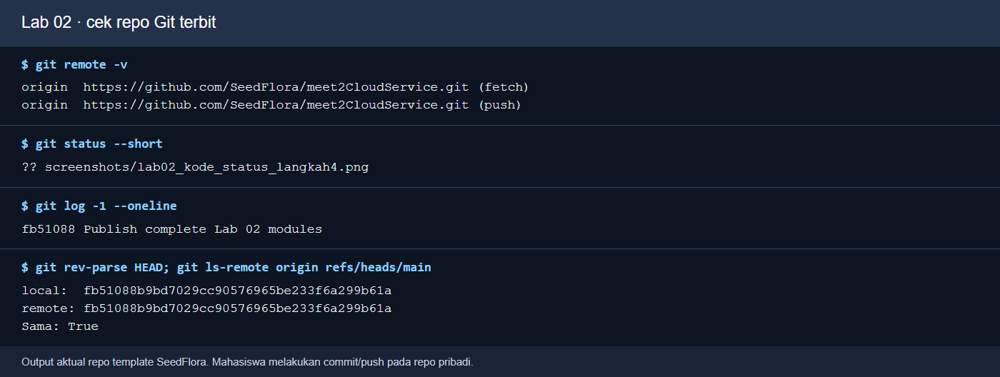 Lab 02 · cek repo Git terbit
$ git remote -v
origin  https://github.com/SeedFlora/meet2CloudService.git (fetch)
origin  https://github.com/SeedFlora/meet2CloudService.git (push)
$ git status --short
?? screenshots/lab02_kode_status_langkah4.png
$ git log -1 --oneline
fb51088 Publish complete Lab 02 modules
$ git rev-parse HEAD; git ls-remote origin refs/heads/main
local:  fb51088b9bd7029cc90576965be233f6a299b61a
remote: fb51088b9bd7029cc90576965be233f6a299b61a
Sama: True
Output aktual repo template SeedFlora. Mahasiswa melakukan commit/push pada repo pribadi.